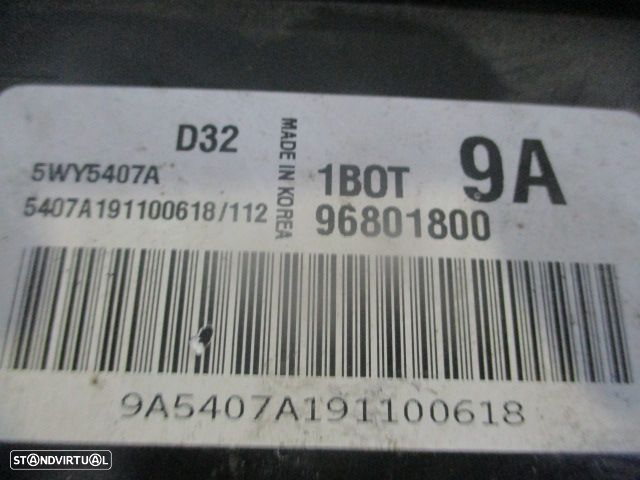 D32
5WY5407A
5407A191100618/112
MADE IN KOREA
1BOT 9A
96801800
9A5407A191100618
STANDVIRTUAL